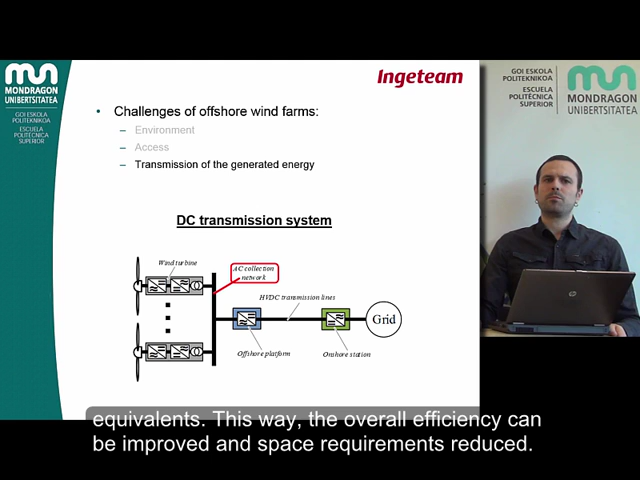 MONDRAGON
UNIBERTSITATEA
GOI ESKOLA
POLITEKNIKOA
ESCUELA
POLITÉCNICA
SUPERIOR
Ingeteam
• Challenges of offshore wind farms:
– Environment
– Access
– Transmission of the generated energy
DC transmission system
Wind turbine
AC collection
network
HVDC transmission lines
Grid
Offshore platform
Onshore station
GOI ESKOLA
POLITEKNIKOA
ESCUELA
POLITÉCNICA
SUPERIOR
MONDRAGON
UNIBERTSITATEA
hp
equivalents. This way, the overall efficiency can
be improved and space requirements reduced.